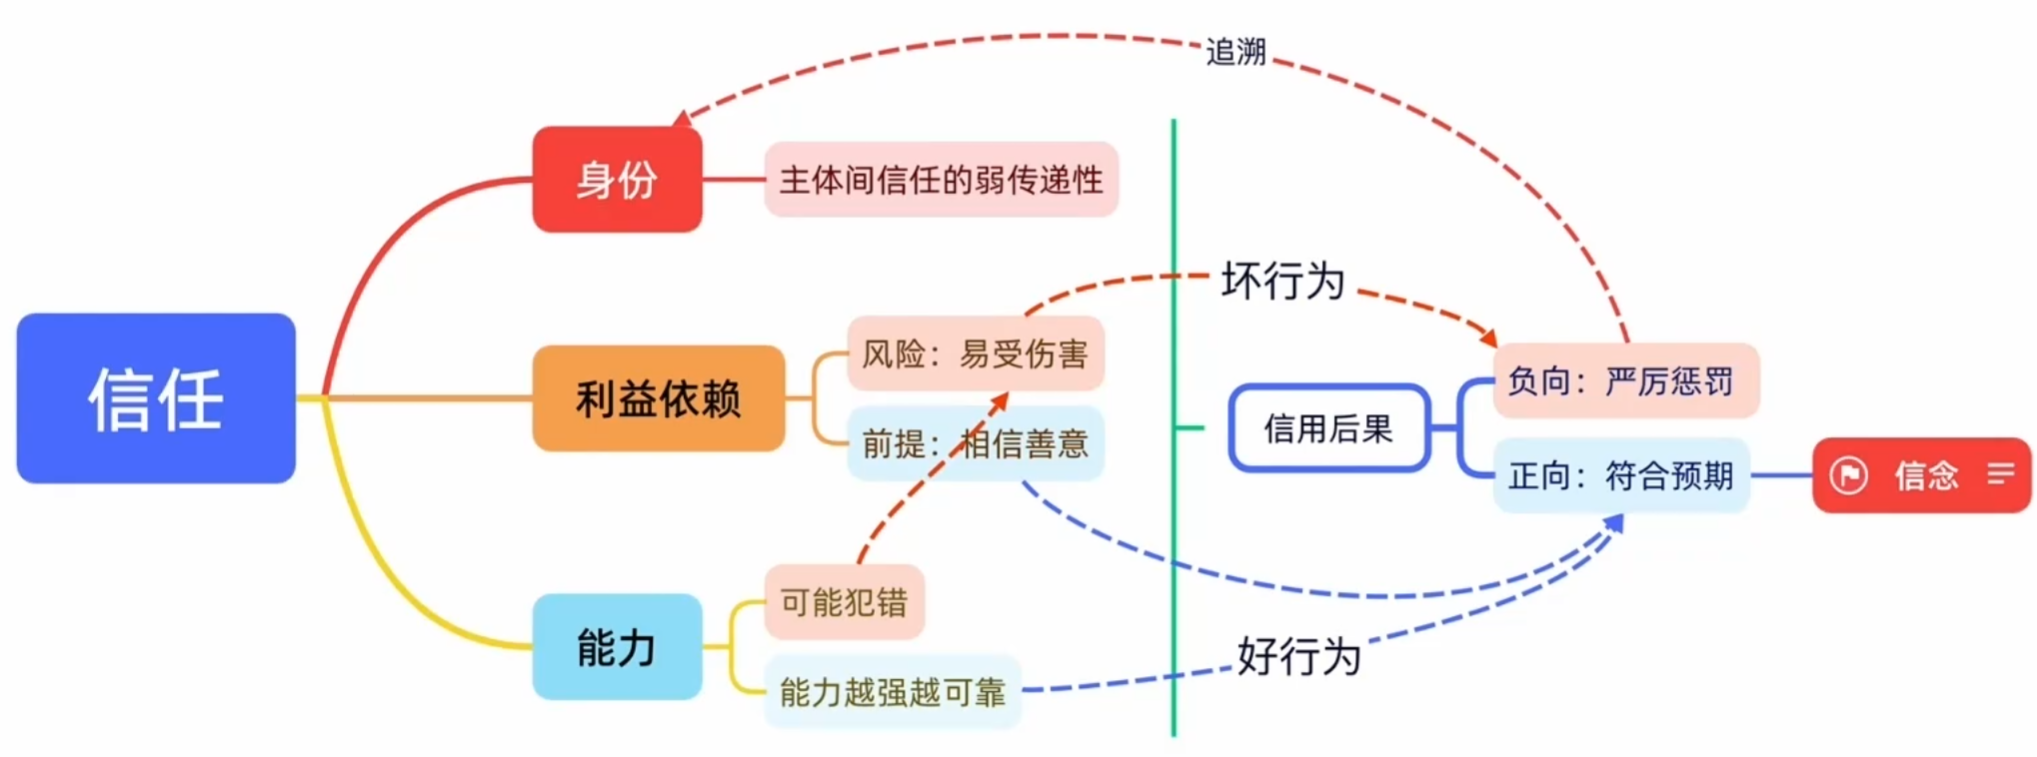 追溯
身份
主体间信任的弱传递性
坏行为
信任
利益依赖
风险：易受伤害
前提：相信善意
信用后果
负向：严厉惩罚
正向：符合预期
信念
能力
可能犯错
能力越强越可靠
好行为